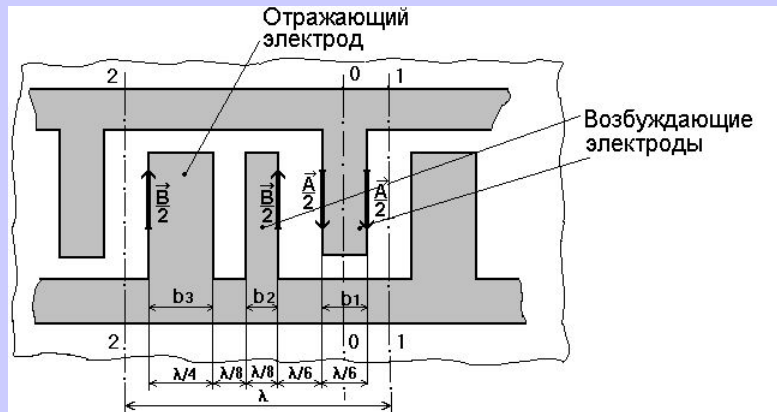 Отражающий
электрод
2 0 1
Возбуждающие
электроды
B⃗/2 B⃗/2 A⃗/2 A⃗/2
b3 b2 b1
2 0 1
λ/4 λ/8 λ/8 λ/6 λ/6
λ